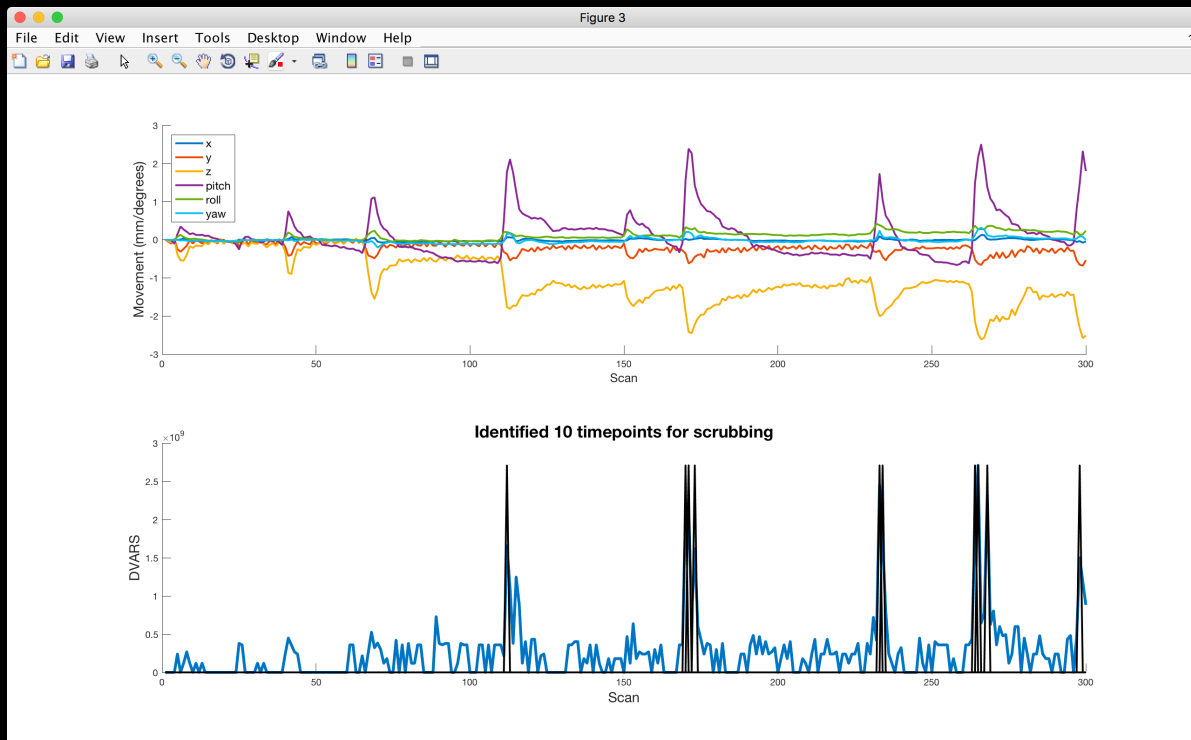 Figure 3
File Edit View Insert Tools Desktop Window Help
3
2
1
0
-1
-2
-3
Movement (mm/degrees)
x
y
z
pitch
roll
yaw
0 50 100 150 200 250 300
Scan
Identified 10 timepoints for scrubbing
×10^9
3
2.5
2
1.5
1
0.5
0
DVARS
0 50 100 150 200 250 300
Scan